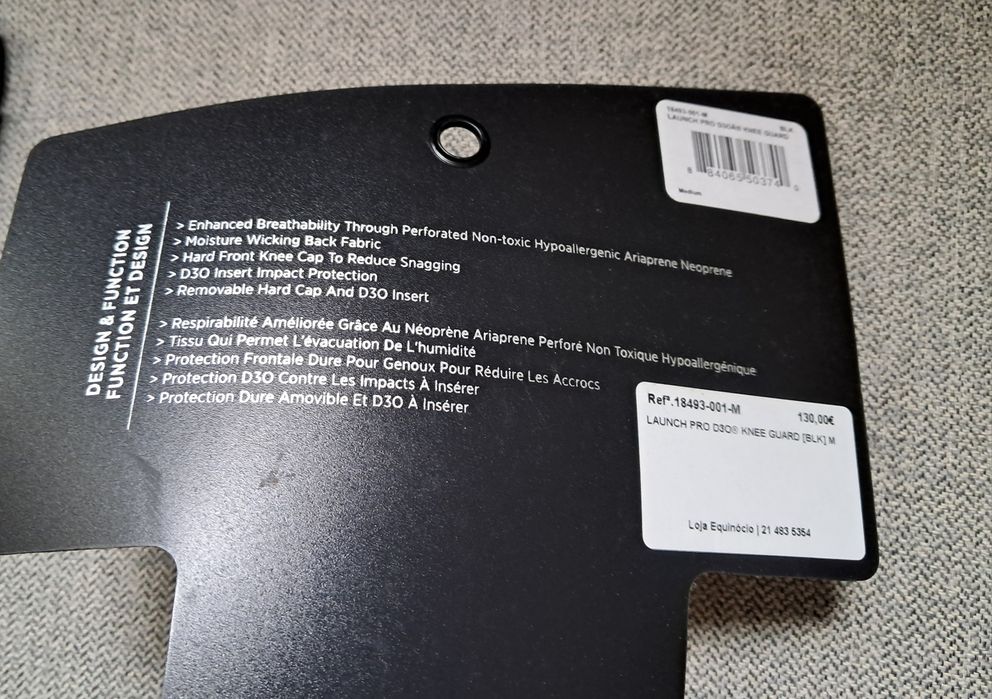 18493-001-M BLK
LAUNCH PRO D3O® KNEE GUARD
8 84065 50374 0
Medium
DESIGN & FUNCTION
FUNCTION ET DESIGN
> Enhanced Breathability Through Perforated Non-toxic Hypoallergenic Ariaprene Neoprene
> Moisture Wicking Back Fabric
> Hard Front Knee Cap To Reduce Snagging
> D3O Insert Impact Protection
> Removable Hard Cap And D3O Insert
> Respirabilité Améliorée Grâce Au Néoprène Ariaprene Perforé Non Toxique Hypoallergénique
> Tissu Qui Permet L'évacuation De L'humidité
> Protection Frontale Dure Pour Genoux Pour Réduire Les Accrocs
> Protection D3O Contre Les Impacts À Insérer
> Protection Dure Amovible Et D3O À Insérer
Refª.18493-001-M 130,00€
LAUNCH PRO D3O® KNEE GUARD [BLK] M
Loja Equinócio | 21 483 5354